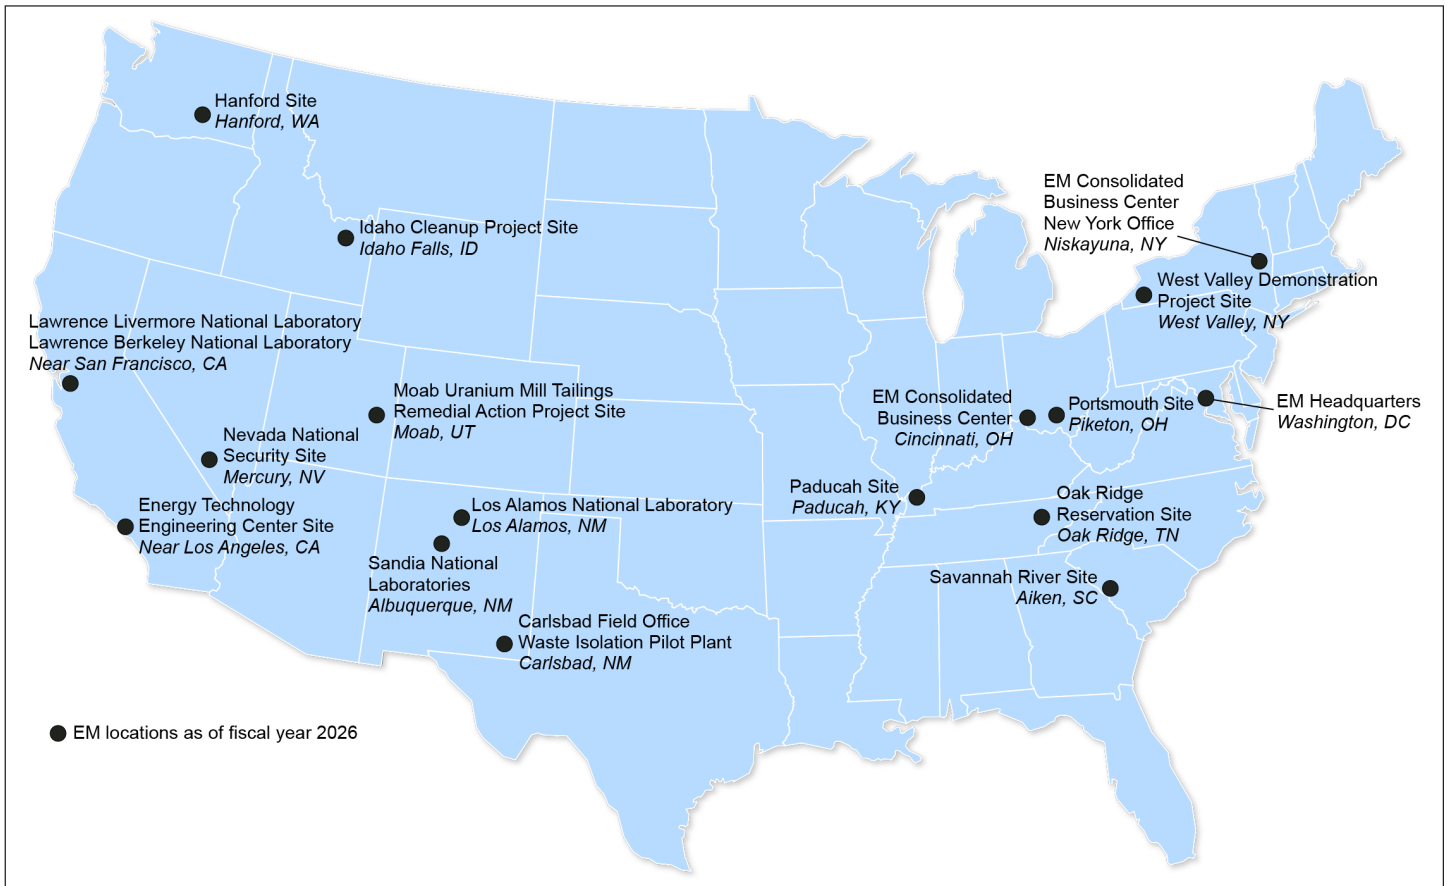 Hanford Site
Hanford, WA
Idaho Cleanup Project Site
Idaho Falls, ID
EM Consolidated
Business Center
New York Office
Niskayuna, NY
West Valley Demonstration
Project Site
West Valley, NY
Lawrence Livermore National Laboratory
Lawrence Berkeley National Laboratory
Near San Francisco, CA
Moab Uranium Mill Tailings
Remedial Action Project Site
Moab, UT
EM Consolidated
Business Center
Cincinnati, OH
Portsmouth Site
Piketon, OH
EM Headquarters
Washington, DC
Nevada National
Security Site
Mercury, NV
Energy Technology
Engineering Center Site
Near Los Angeles, CA
Los Alamos National Laboratory
Los Alamos, NM
Paducah Site
Paducah, KY
Oak Ridge
Reservation Site
Oak Ridge, TN
Sandia National
Laboratories
Albuquerque, NM
Savannah River Site
Aiken, SC
Carlsbad Field Office
Waste Isolation Pilot Plant
Carlsbad, NM
EM locations as of fiscal year 2026